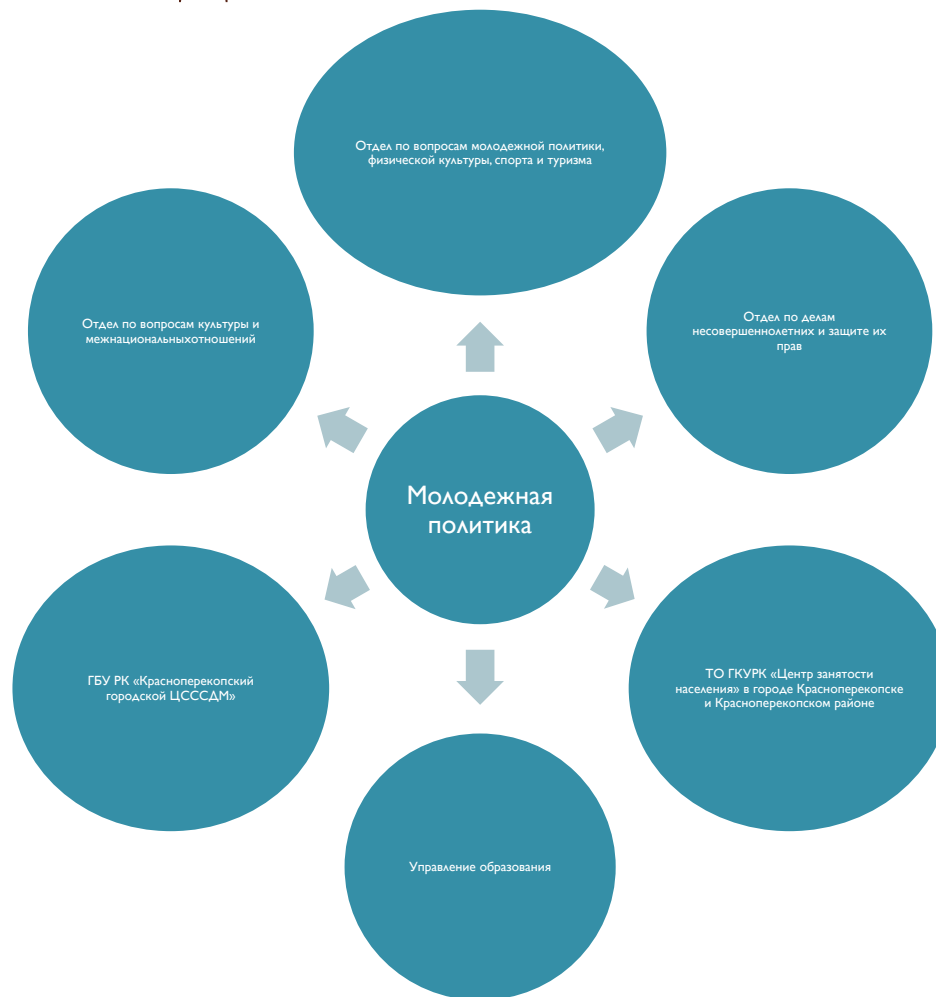 Отдел по вопросам молодежной политики,
физической культуры, спорта и туризма
Отдел по вопросам культуры и
межнациональныхотношений
Отдел по делам
несовершеннолетних и защите их
прав
Молодежная
политика
ГБУ РК «Красноперекопский
городской ЦСССДМ»
ТО ГКУРК «Центр занятости
населения» в городе Красноперекопске
и Красноперекопском районе
Управление образования